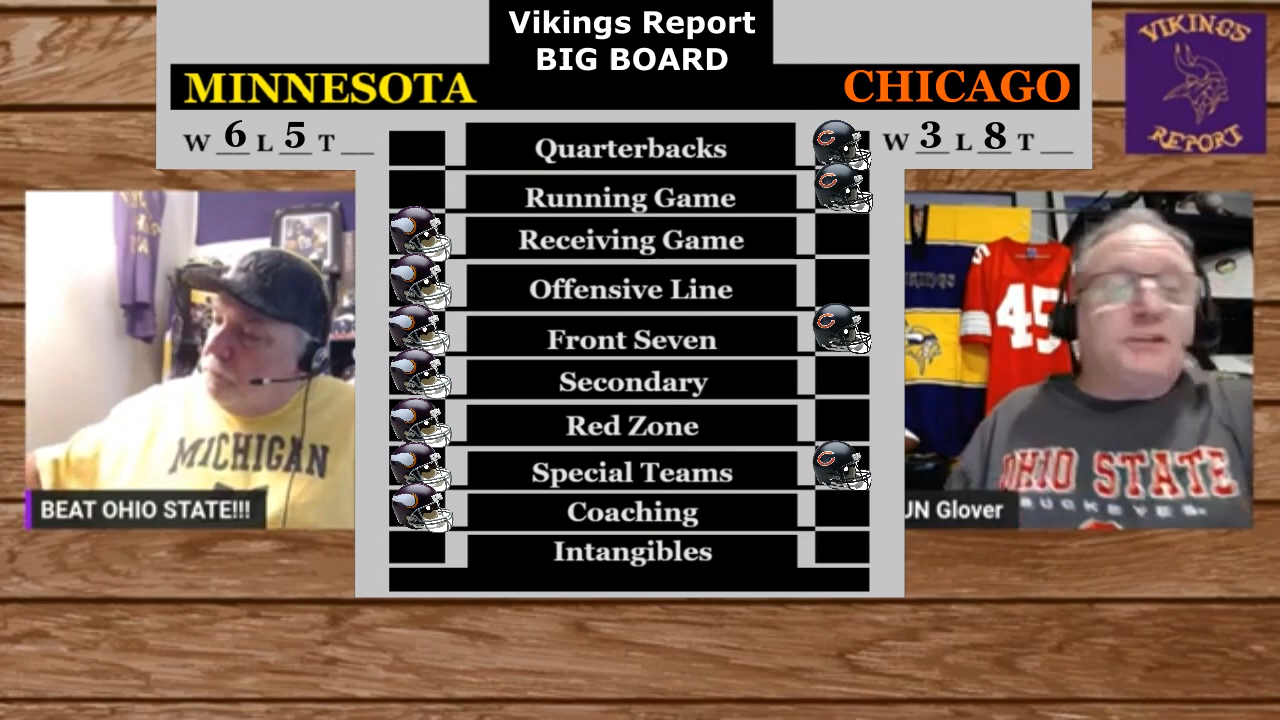 Vikings Report
BIG BOARD
MINNESOTA
CHICAGO
W 6 L 5 T __
W 3 L 8 T __
VIKINGS
REPORT
Quarterbacks
Running Game
Receiving Game
Offensive Line
Front Seven
Secondary
Red Zone
Special Teams
Coaching
Intangibles
MICHIGAN
BEAT OHIO STATE!!!
VIKINGS
45
OHIO STATE
BUCKEYES
UN Glover